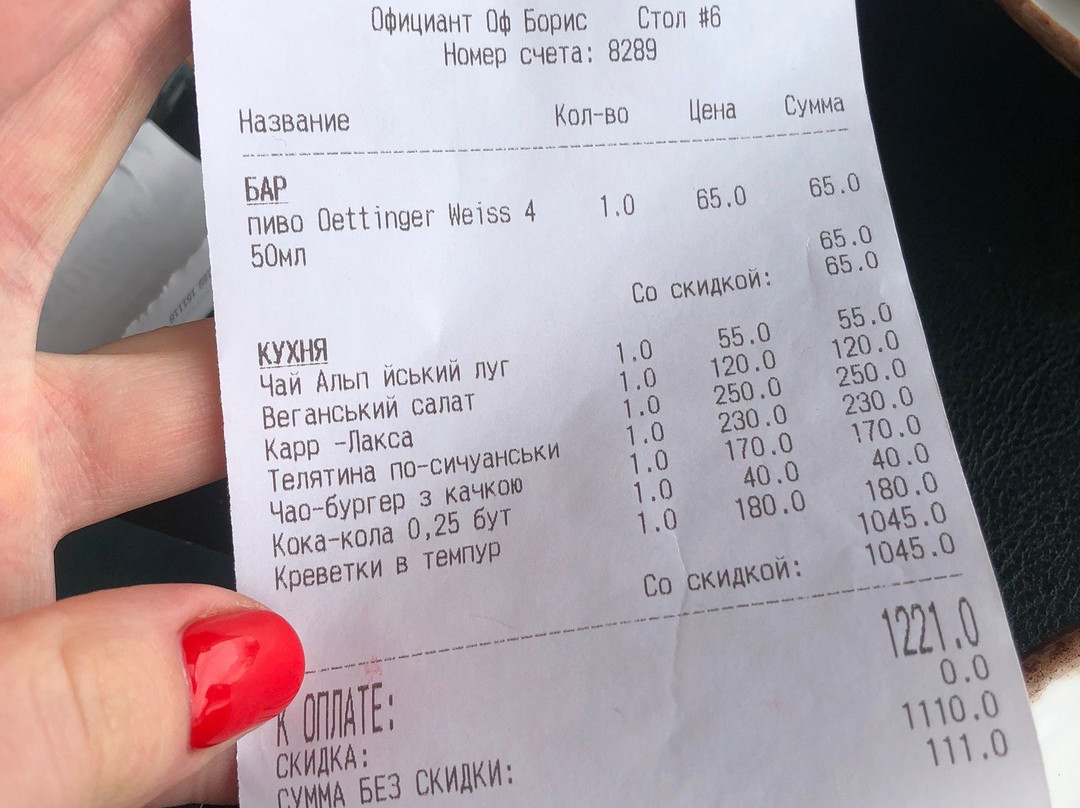 Официант Оф Борис Стол #6
Номер счета: 8289
Название Кол-во Цена Сумма
БАР
пиво Oettinger Weiss 4 1.0 65.0 65.0
50мл
65.0
Со скидкой: 65.0
КУХНЯ
Чай Альп йський луг 1.0 55.0 55.0
Веганський салат 1.0 120.0 120.0
Карр -Лакса 1.0 250.0 250.0
Телятина по-сичуанськи 1.0 230.0 230.0
Чао-бургер з качкою 1.0 170.0 170.0
Кока-кола 0,25 бут 1.0 40.0 40.0
Креветки в темпур 1.0 180.0 180.0
1045.0
Со скидкой: 1045.0
К ОПЛАТЕ: 1221.0
СКИДКА: 0.0
СУММА БЕЗ СКИДКИ: 1110.0
111.0